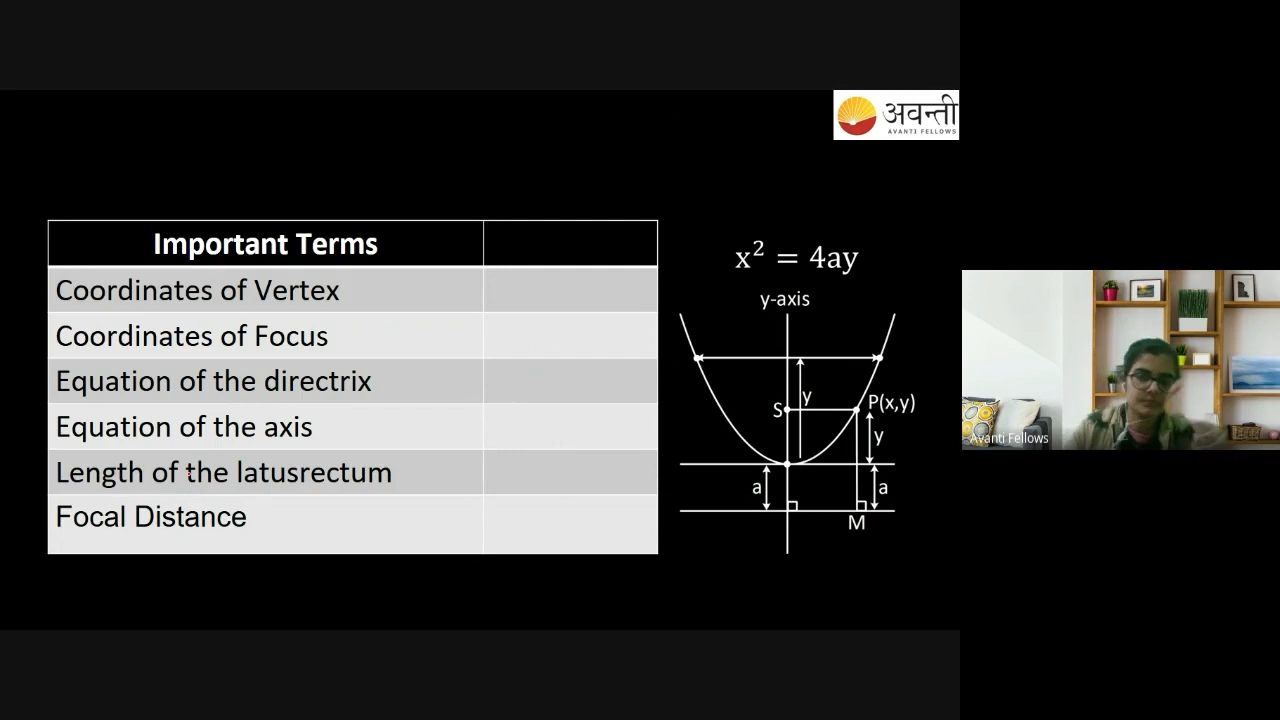 अवन्ती
AVANTI FELLOWS
Important Terms
Coordinates of Vertex
Coordinates of Focus
Equation of the directrix
Equation of the axis
Length of the latusrectum
Focal Distance
x² = 4ay
y-axis
y
S
P(x,y)
y
a
a
M
Avanti Fellows